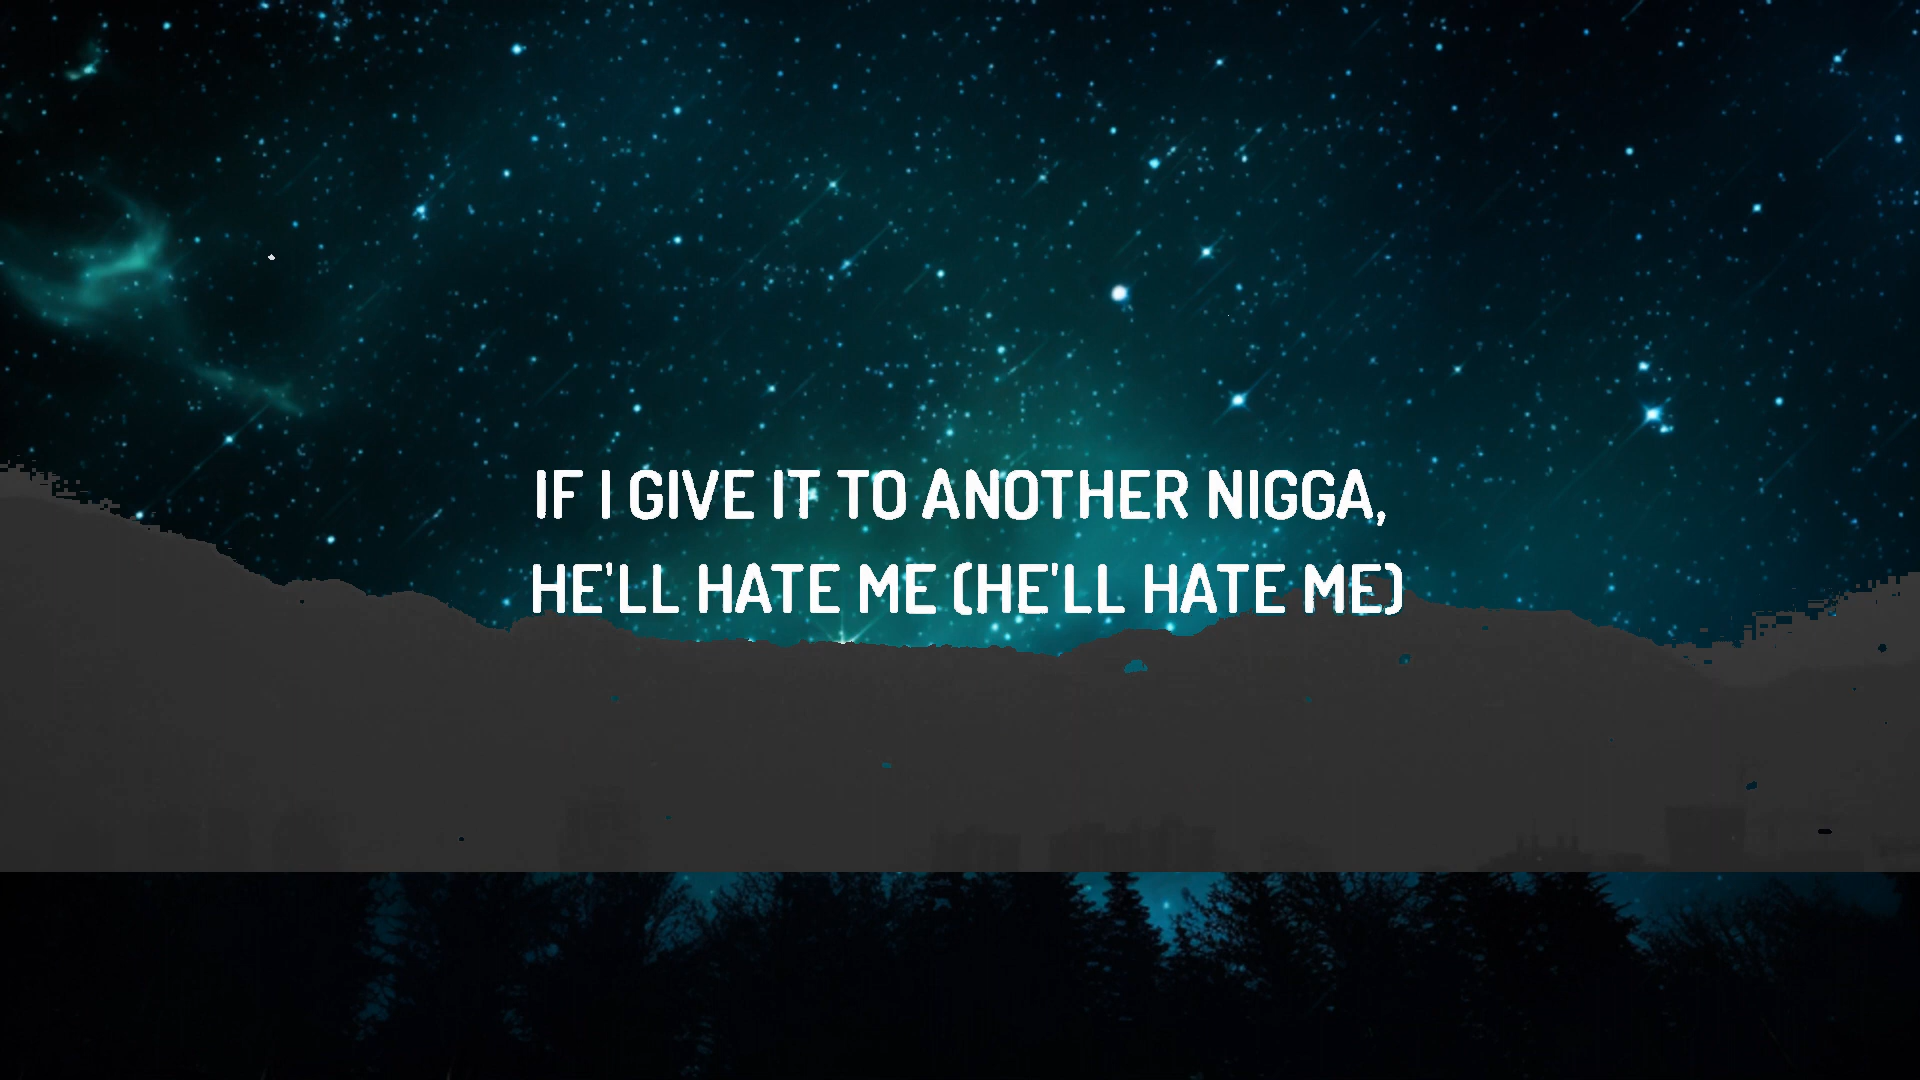 IF I GIVE IT TO ANOTHER NIGGA,
HE'LL HATE ME (HE'LL HATE ME)